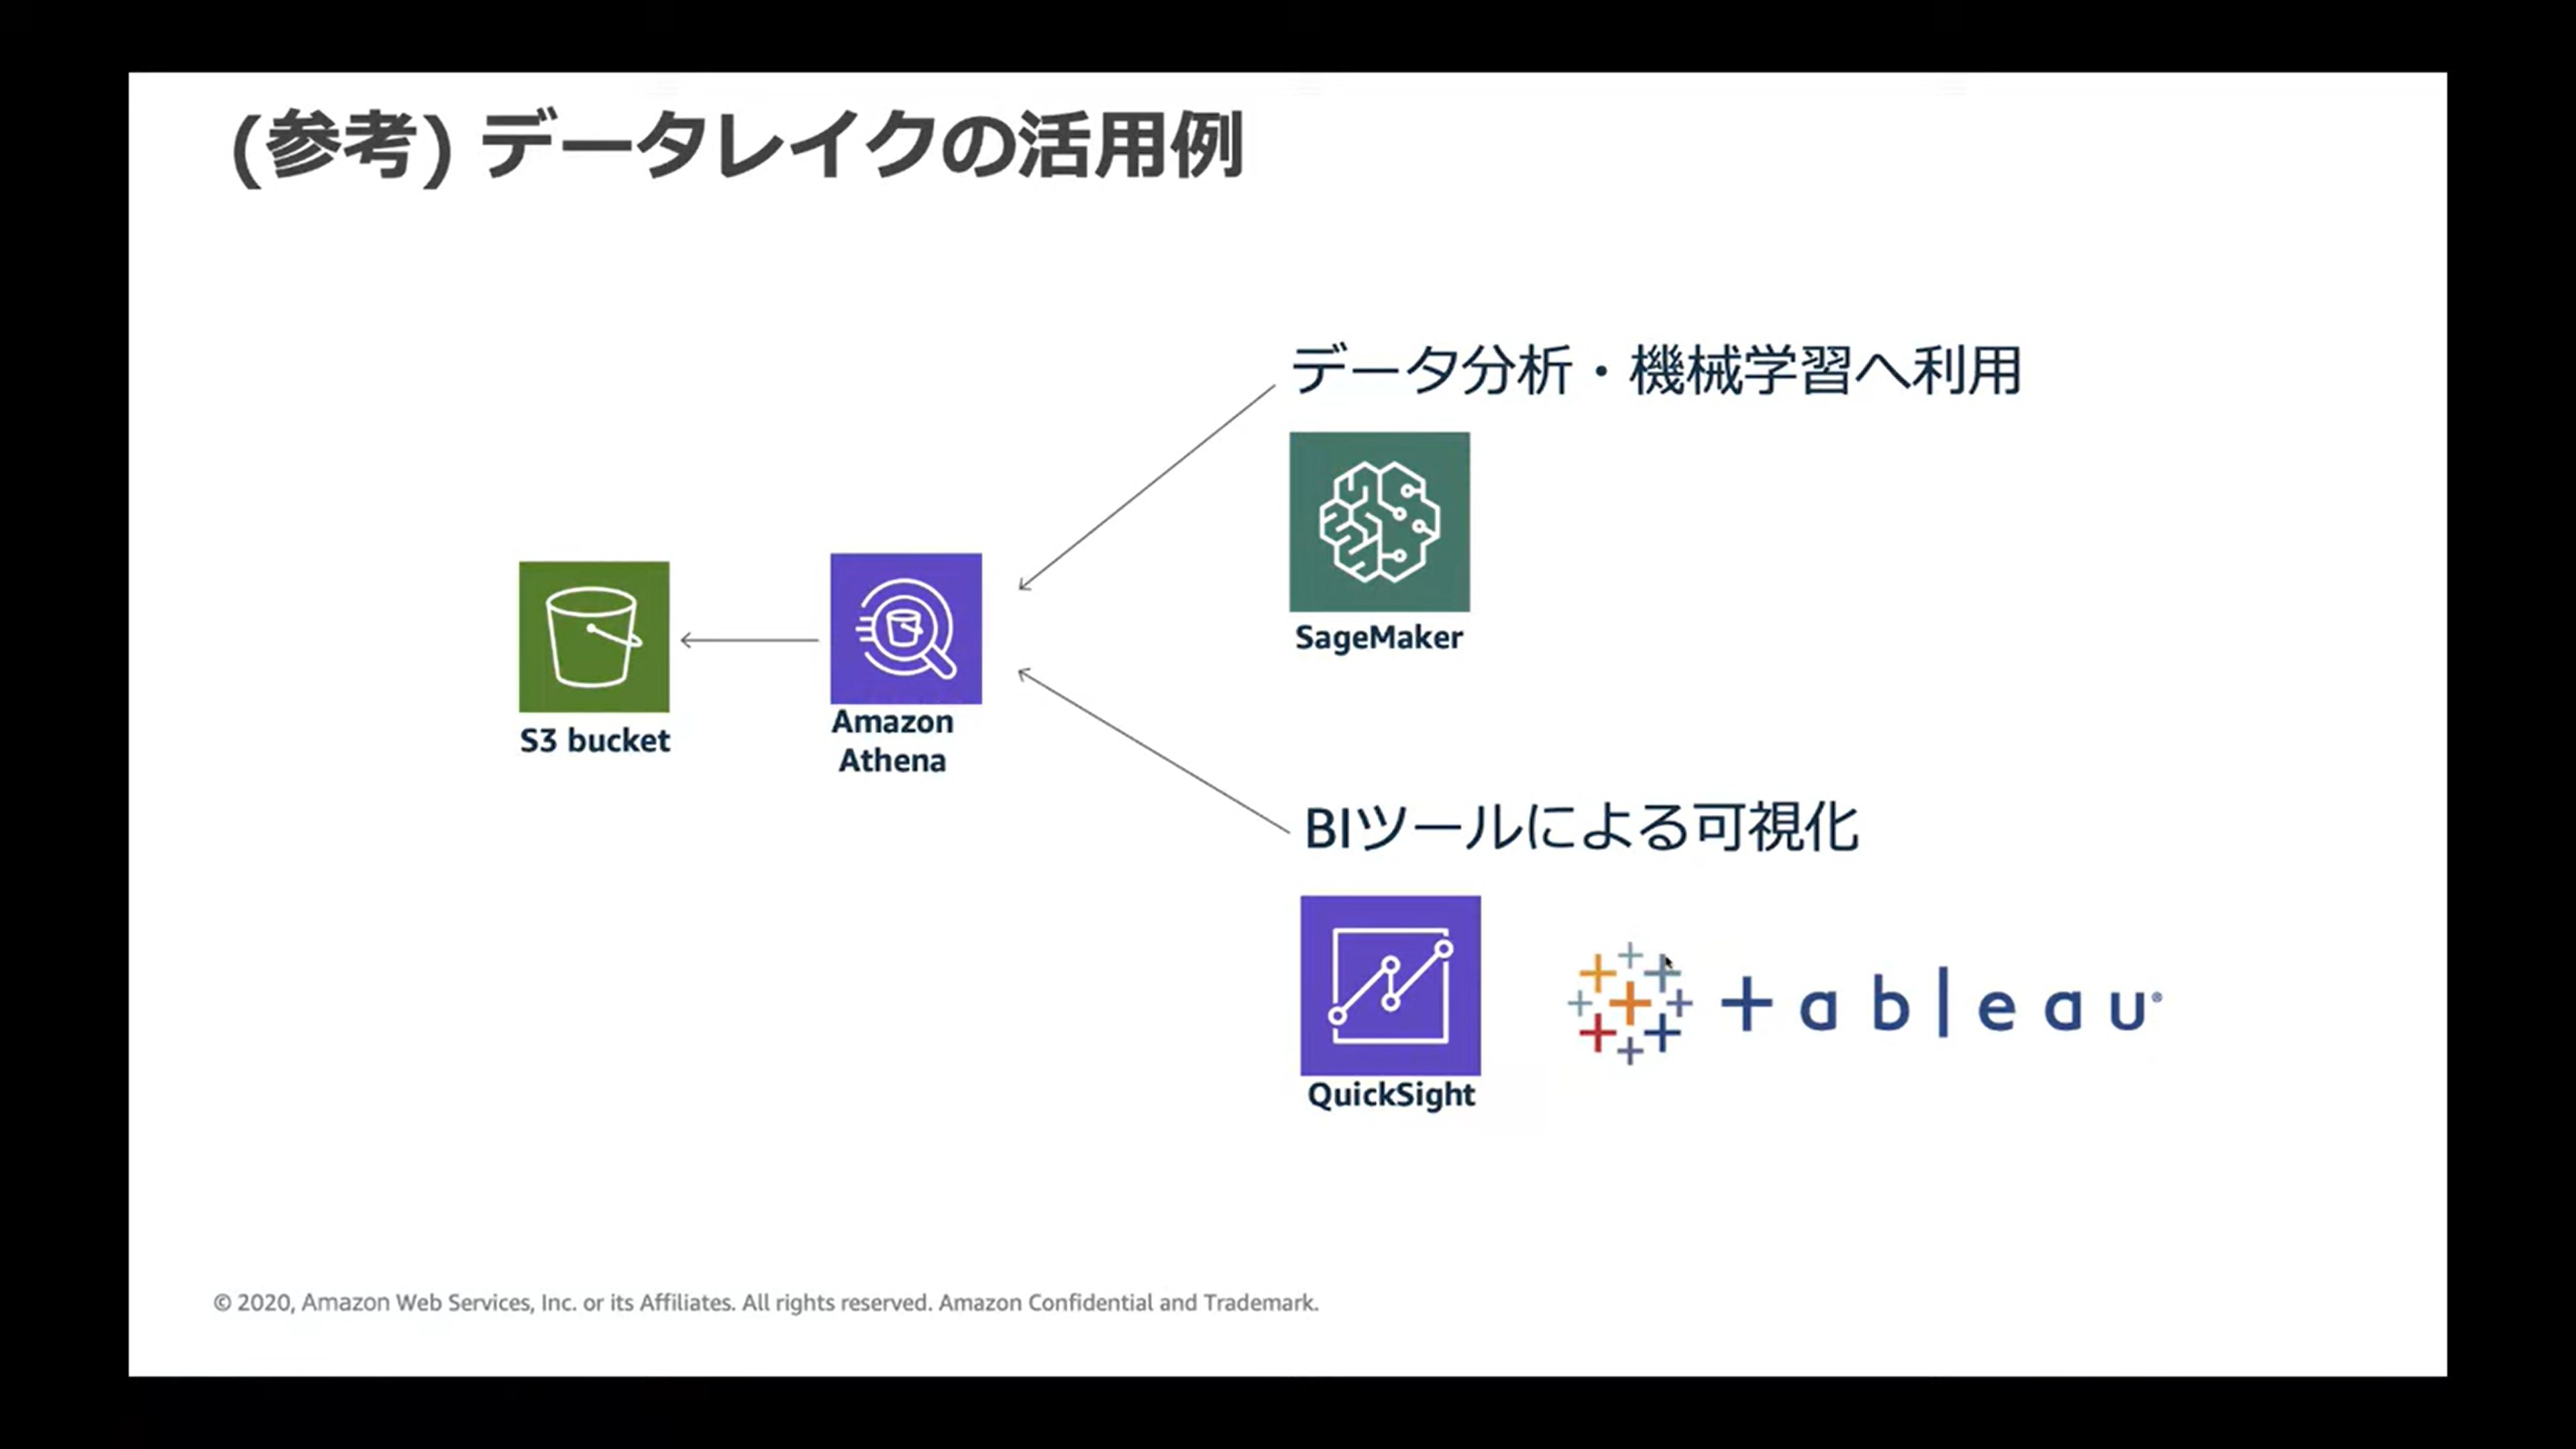 (参考) データレイクの活用例
データ分析・機械学習へ利用
SageMaker
S3 bucket
Amazon
Athena
BIツールによる可視化
QuickSight
+ableau®
© 2020, Amazon Web Services, Inc. or its Affiliates. All rights reserved. Amazon Confidential and Trademark.